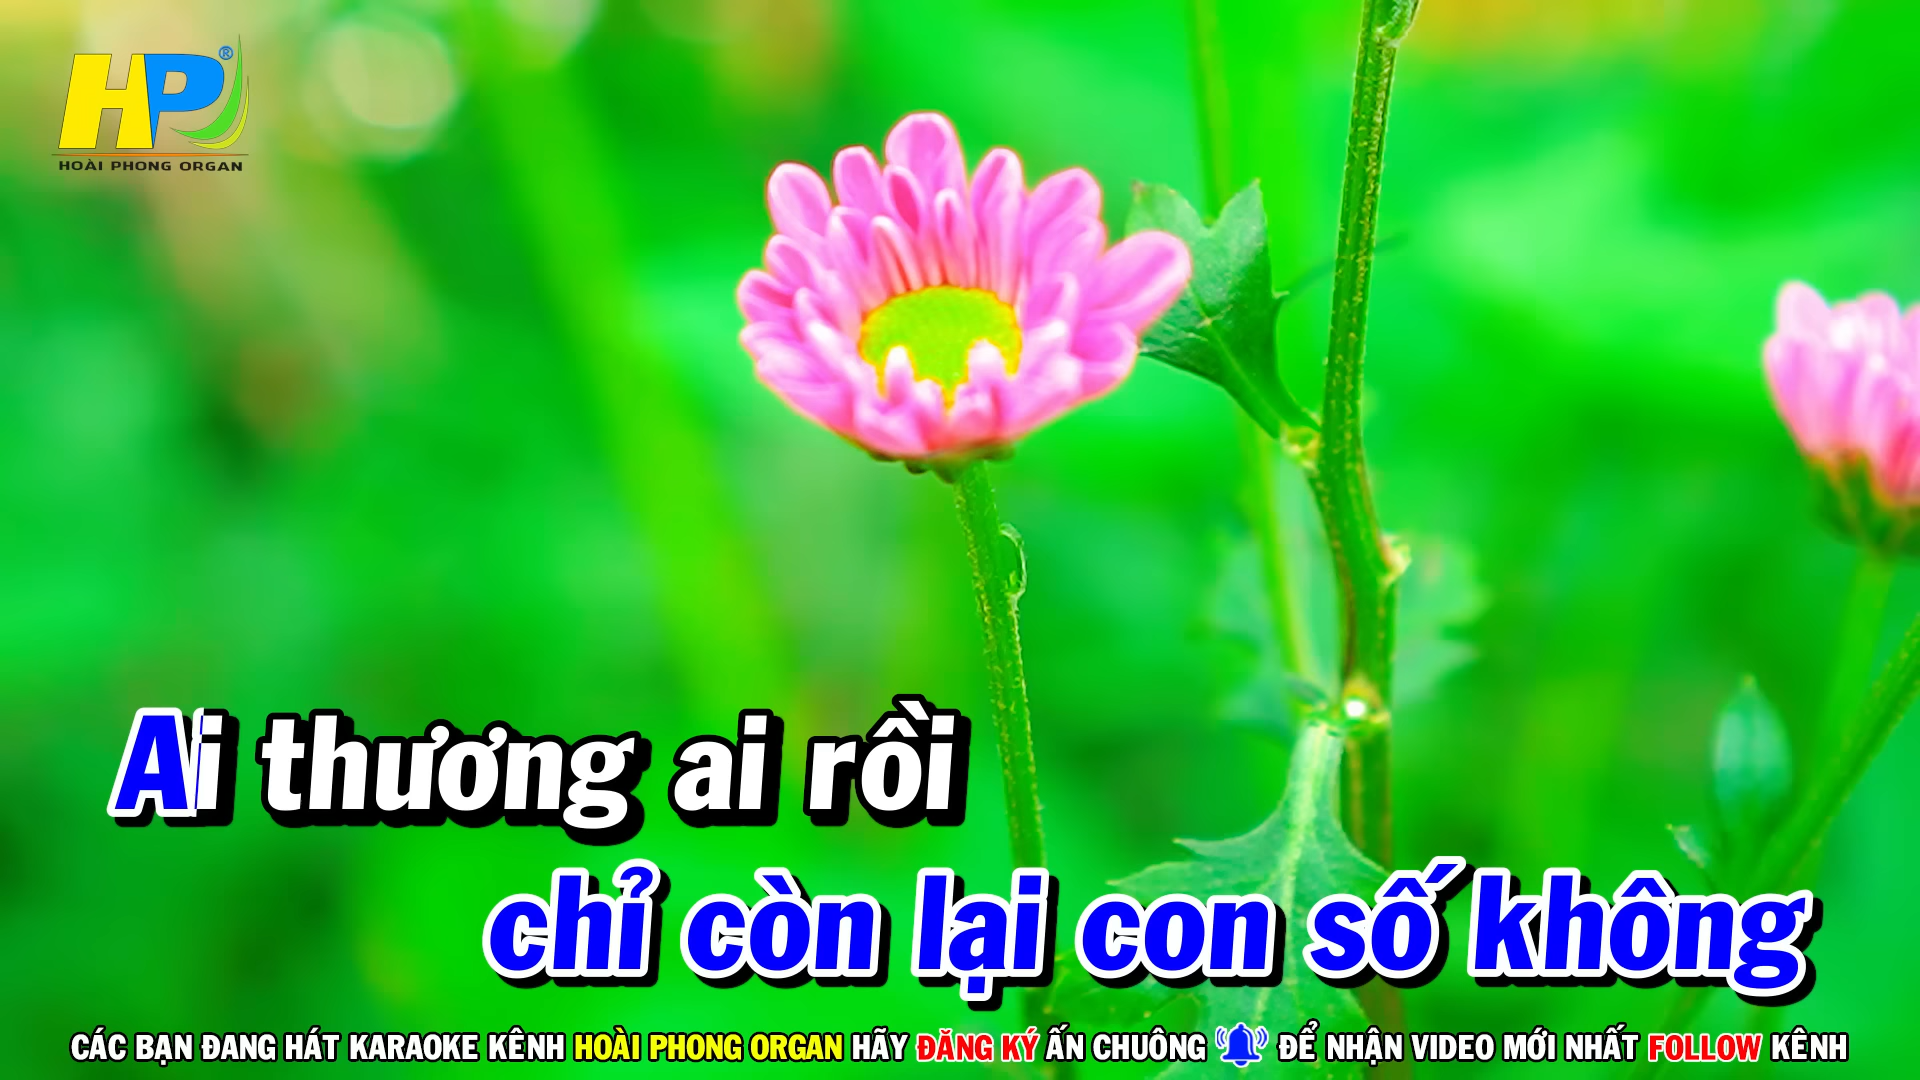 HP®
HOÀI PHONG ORGAN
Ai thương ai rồi
chỉ còn lại con số không
CÁC BẠN ĐANG HÁT KARAOKE KÊNH HOÀI PHONG ORGAN HÃY ĐĂNG KÝ ẤN CHUÔNG ĐỂ NHẬN VIDEO MỚI NHẤT FOLLOW KÊNH